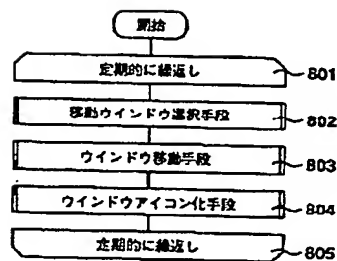 開始
定期的に繰返し
801
移動ウインドウ選択手段
802
ウインドウ移動手段
803
ウインドウアイコン化手段
804
定期的に繰返し
805